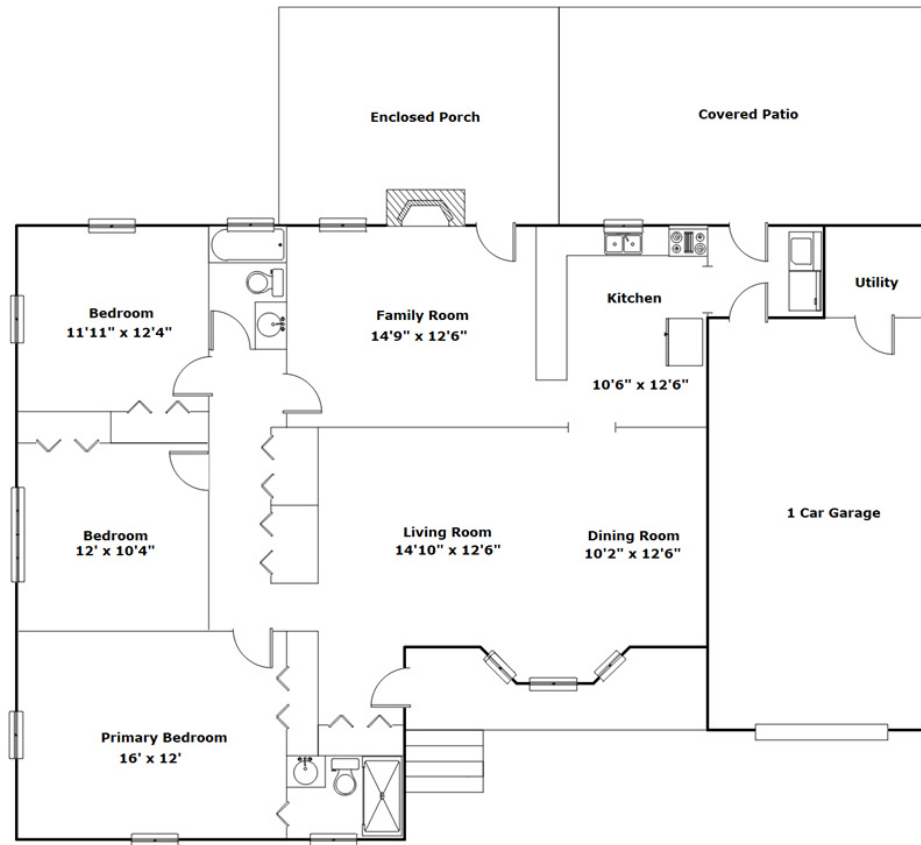 Enclosed Porch
Covered Patio
Bedroom
11'11" x 12'4"
Family Room
14'9" x 12'6"
Kitchen
10'6" x 12'6"
Utility
Bedroom
12' x 10'4"
Living Room
14'10" x 12'6"
Dining Room
10'2" x 12'6"
1 Car Garage
Primary Bedroom
16' x 12'